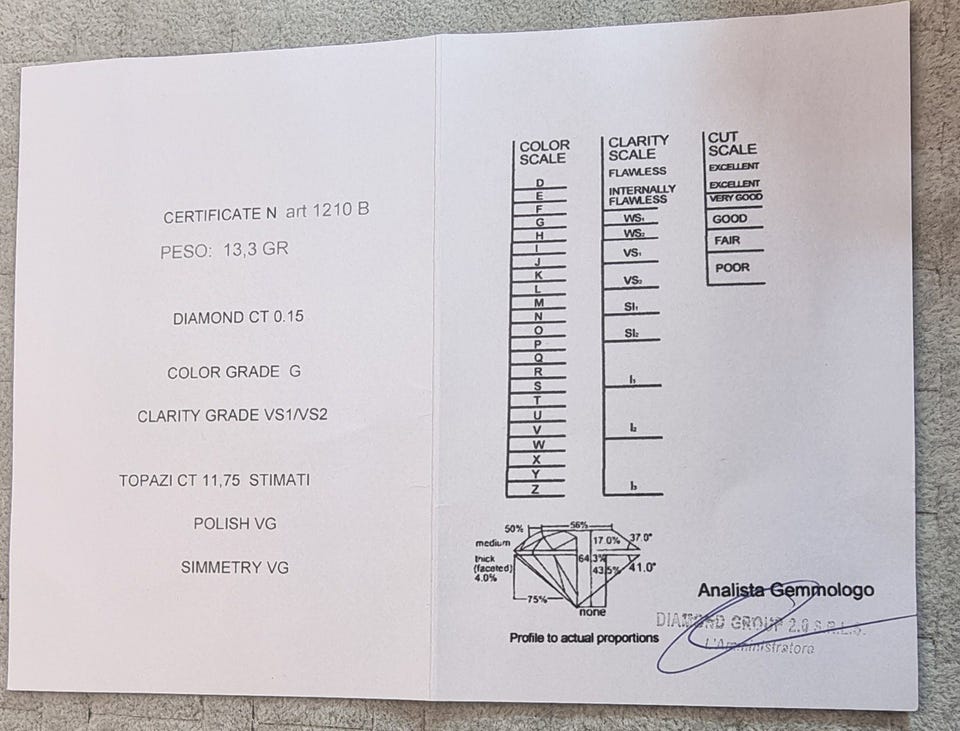 CERTIFICATE N art 1210 B
PESO: 13,3 GR
DIAMOND CT 0.15
COLOR GRADE G
CLARITY GRADE VS1/VS2
TOPAZI CT 11,75 STIMATI
POLISH VG
SIMMETRY VG
COLOR
SCALE
D
E
F
G
H
I
J
K
L
M
N
O
P
Q
R
S
T
U
V
W
X
Y
Z
CLARITY
SCALE
FLAWLESS
INTERNALLY
FLAWLESS
WS₁
WS₂
VS₁
VS₂
SI₁
SI₂
I₁
I₂
I₃
CUT
SCALE
EXCELLENT
EXCELLENT
VERY GOOD
GOOD
FAIR
POOR
50% 56%
medium 17.0% 37.0°
thick
(faceted)
4.0%
64.3%
43.5% 41.0°
75%
none
Profile to actual proportions
Analista Gemmologo
DIAMOND GROUP 2.0 S.R.L.S.
L'Amministratore